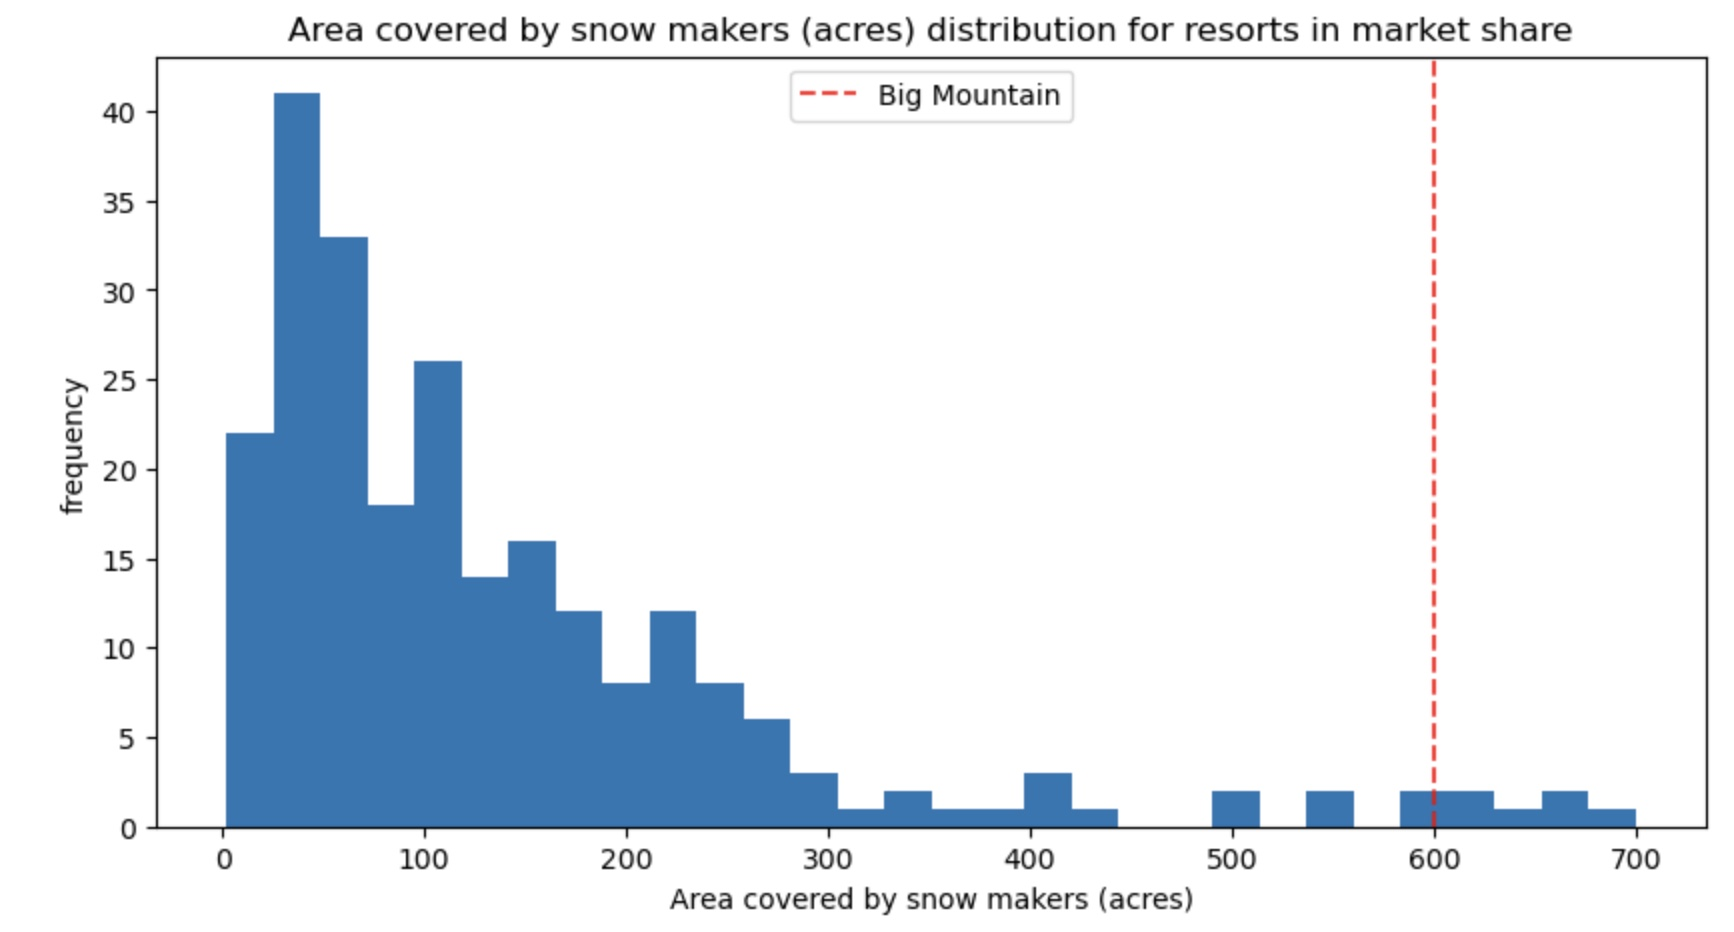 Area covered by snow makers (acres) distribution for resorts in market share
Big Mountain
40
35
30
25
20
15
10
5
0
frequency
0 100 200 300 400 500 600 700
Area covered by snow makers (acres)